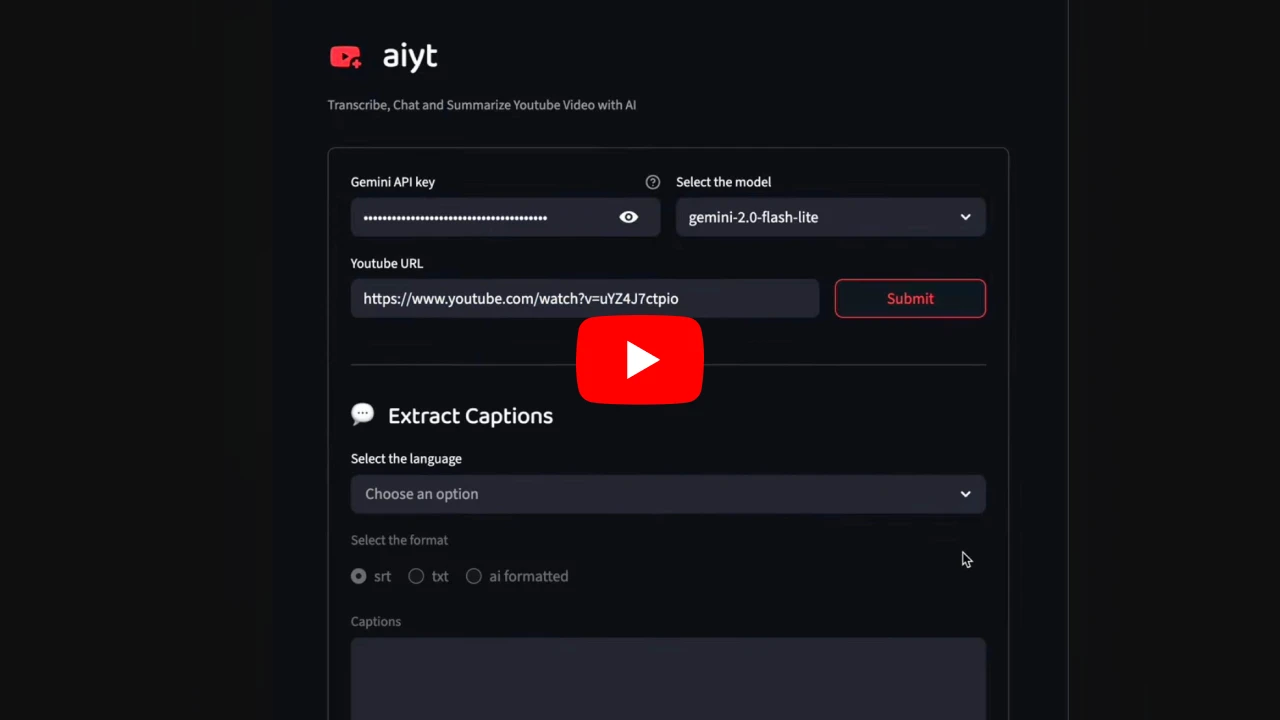 aiyt
Transcribe, Chat and Summarize Youtube Video with AI
Gemini API key
Select the model
gemini-2.0-flash-lite
Youtube URL
https://www.youtube.com/watch?v=uYZ4J7ctpio
Submit
Extract Captions
Select the language
Choose an option
Select the format
srt
txt
ai formatted
Captions